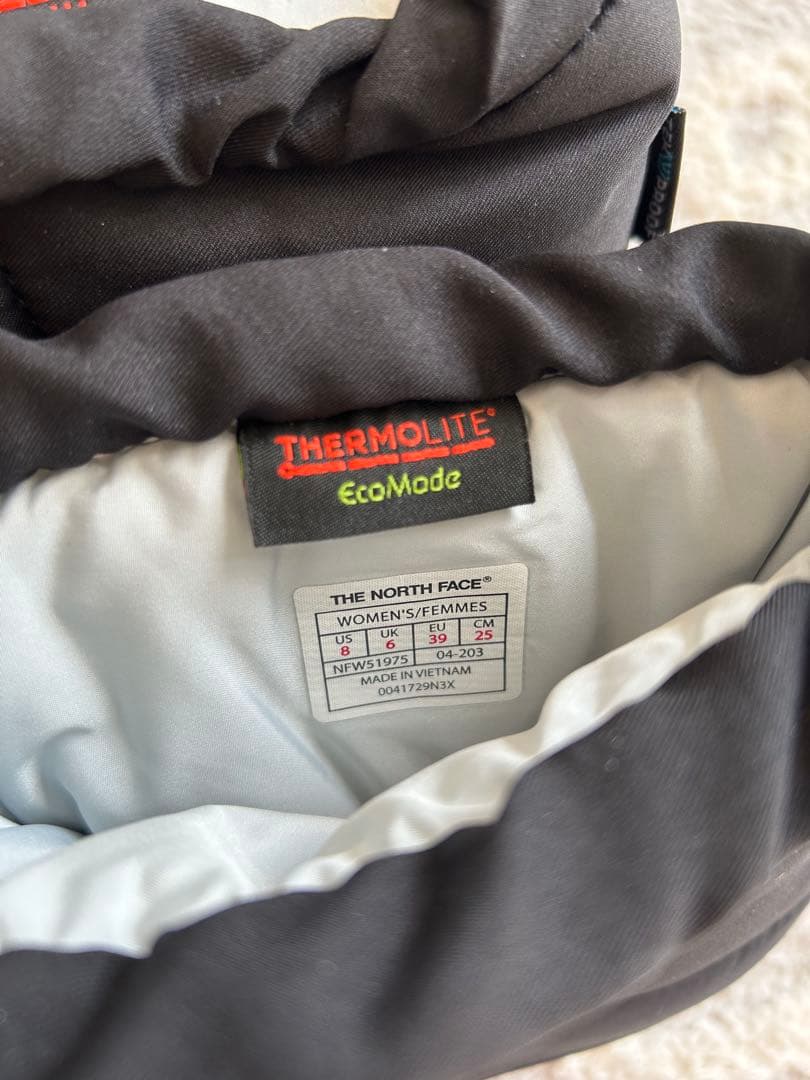 THERMOLITE®
EcoMode
THE NORTH FACE®
WOMEN'S/FEMMES
US UK EU CM
8 6 39 25
NFW51975 04-203
MADE IN VIETNAM
0041729N3X